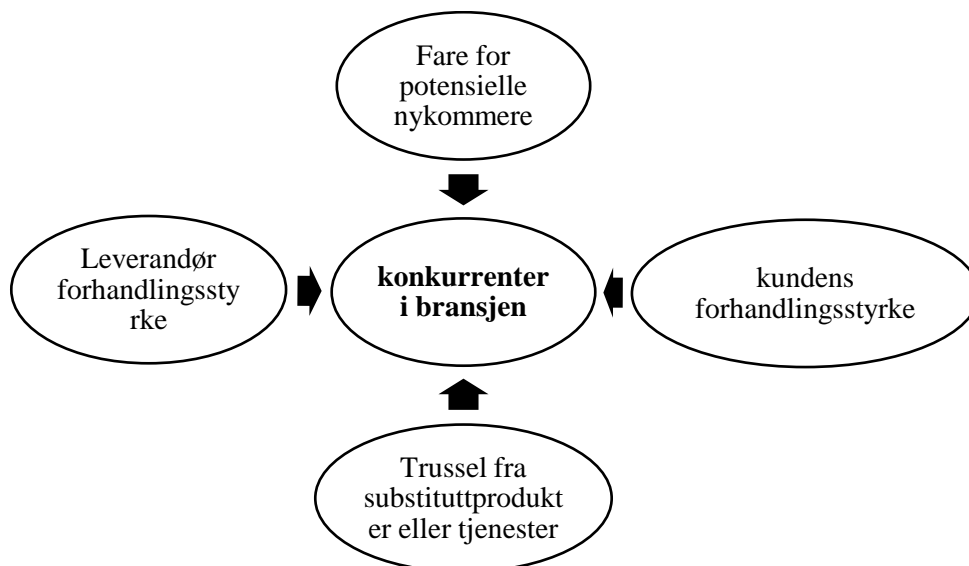 Fare for
potensielle
nykommere
Leverandør
forhandlingssty
rke
konkurrenter
i bransjen
kundens
forhandlingsstyrke
Trussel fra
substituttprodukt
er eller tjenester